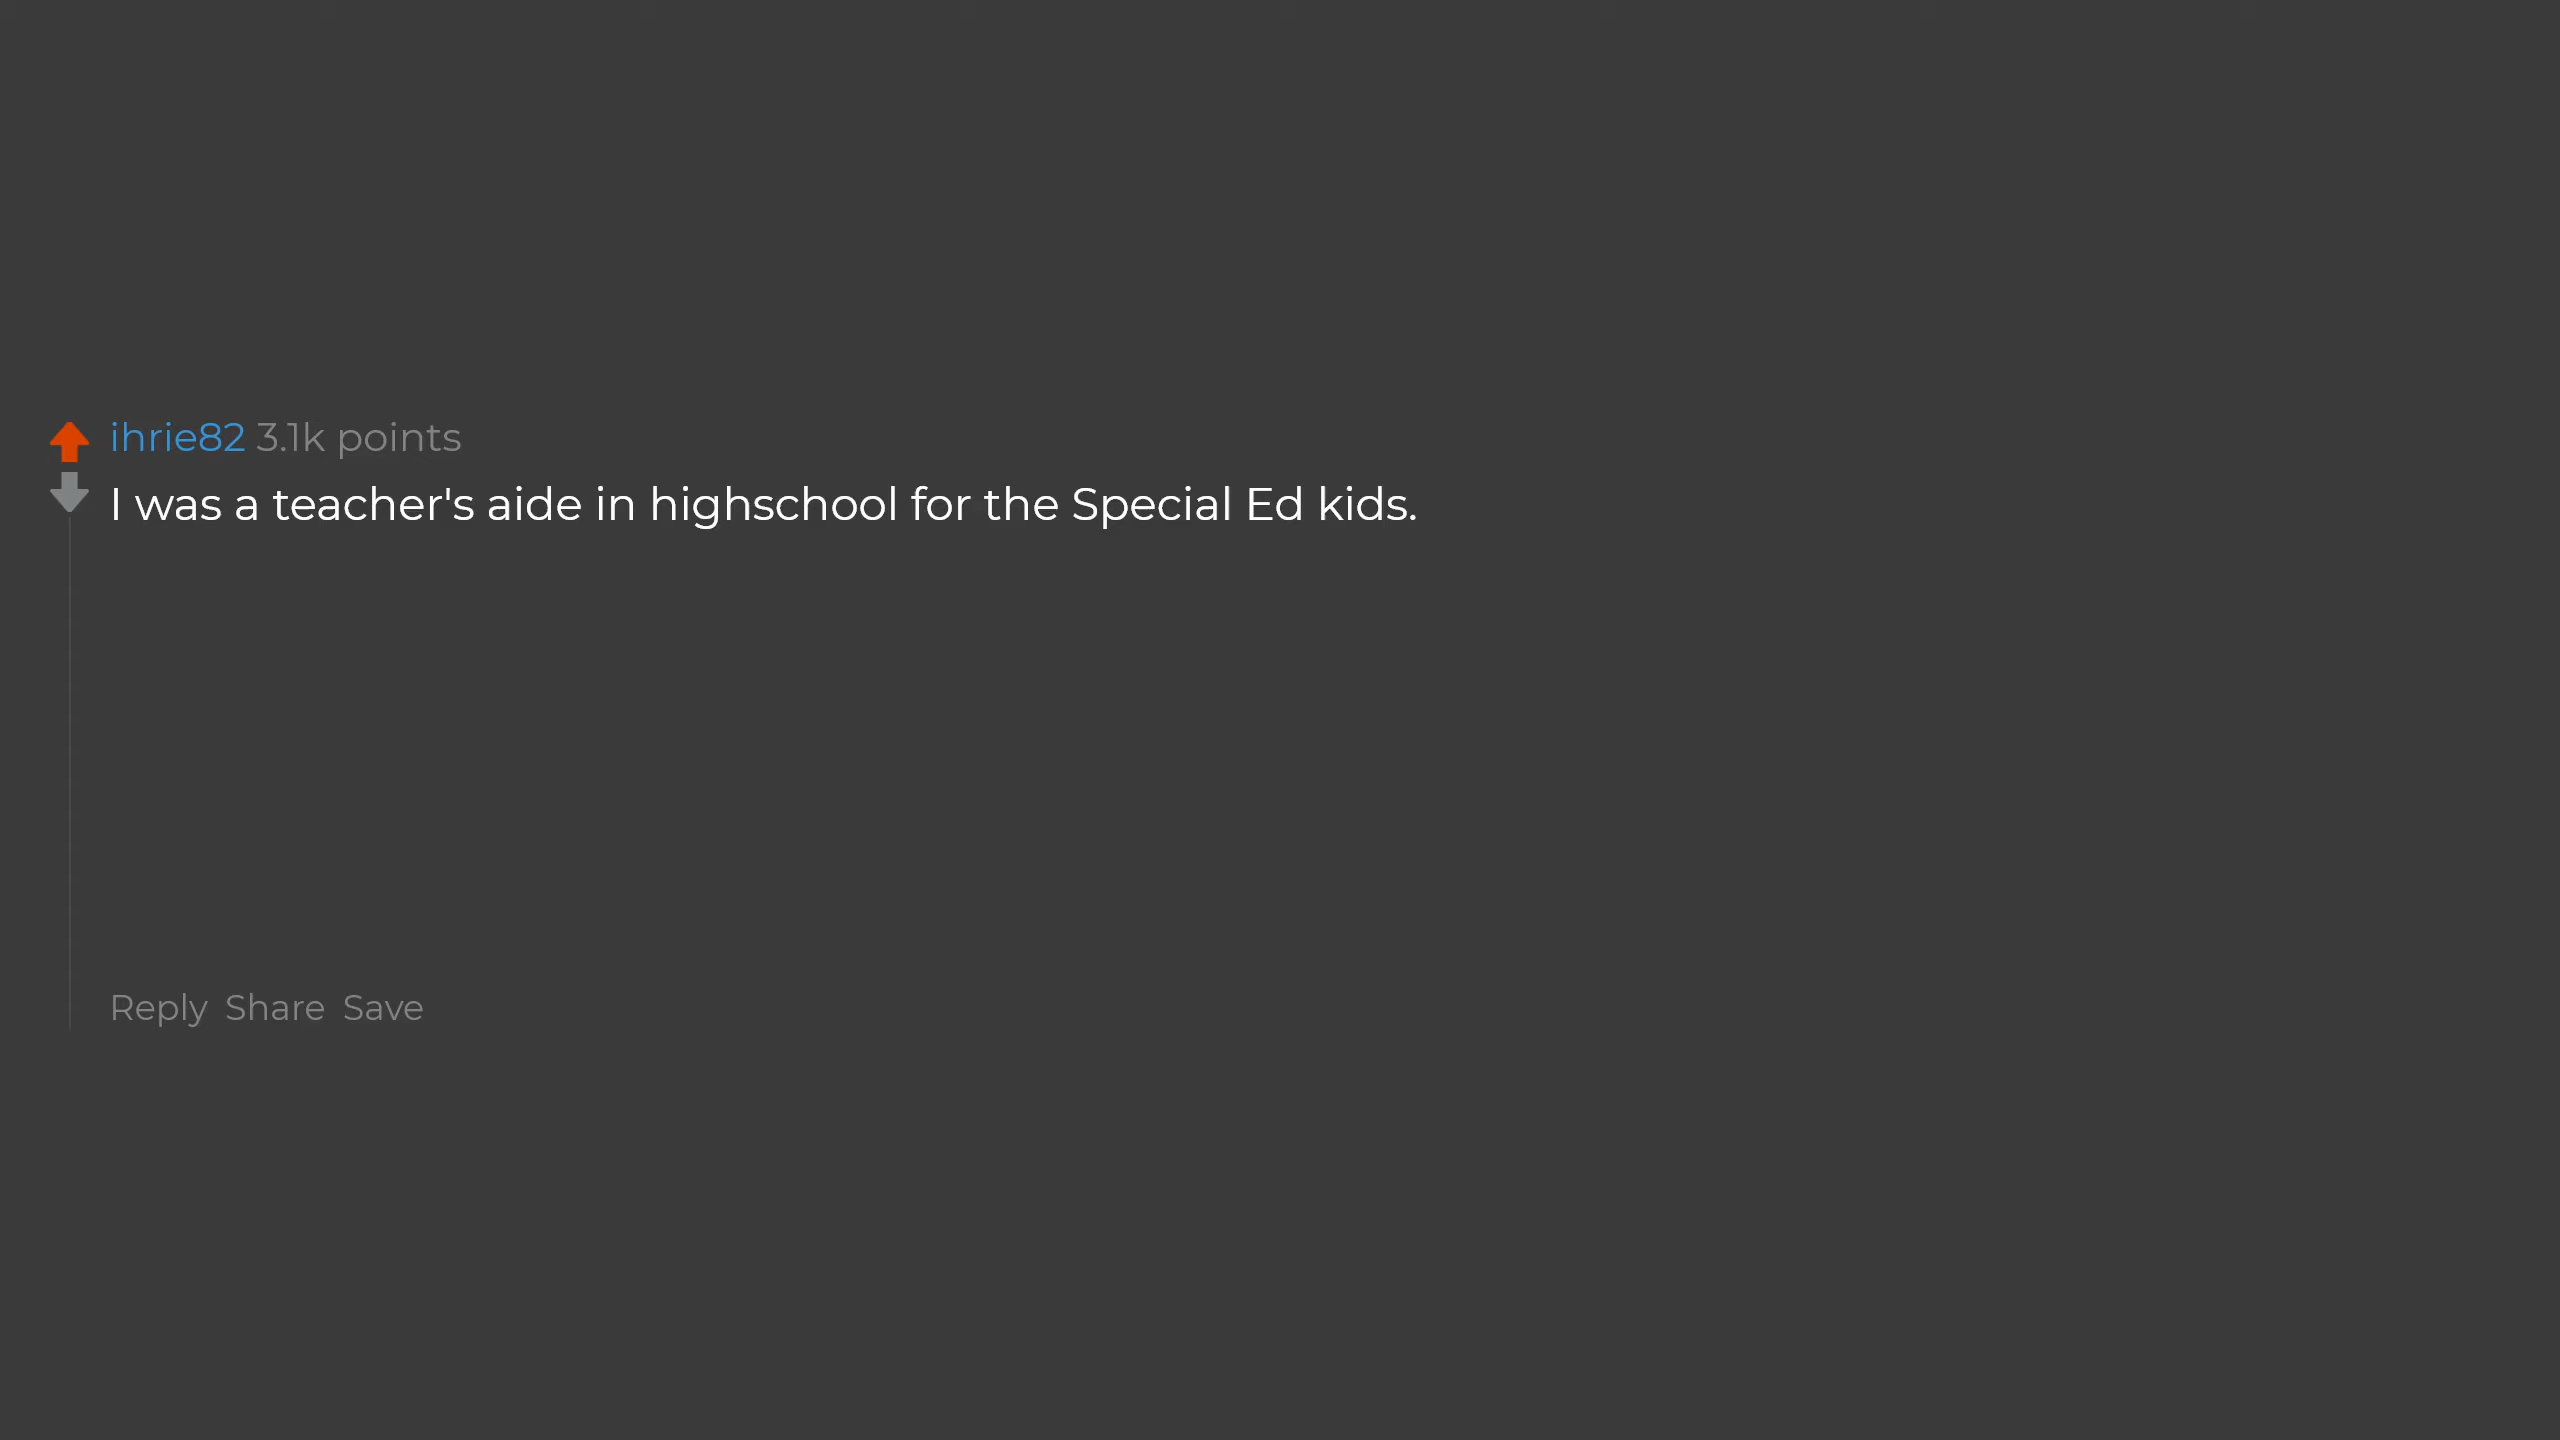 ihrie82 3.1k points
I was a teacher's aide in highschool for the Special Ed kids.
Reply Share Save